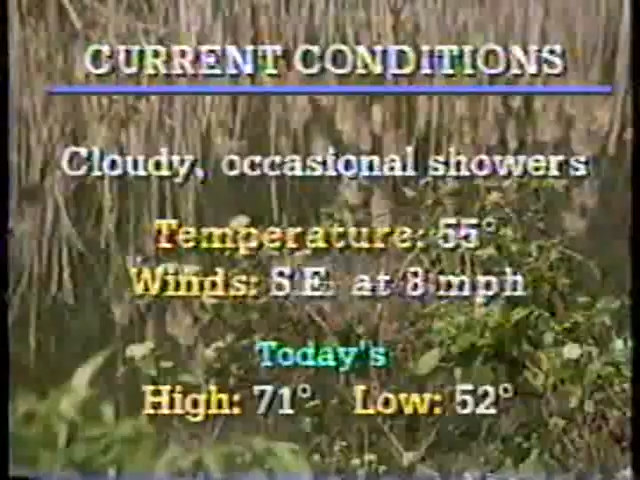 CURRENT CONDITIONS
Cloudy, occasional showers
Temperature: 55°
Winds: S.E. at 8 mph
Today's
High: 71° Low: 52°